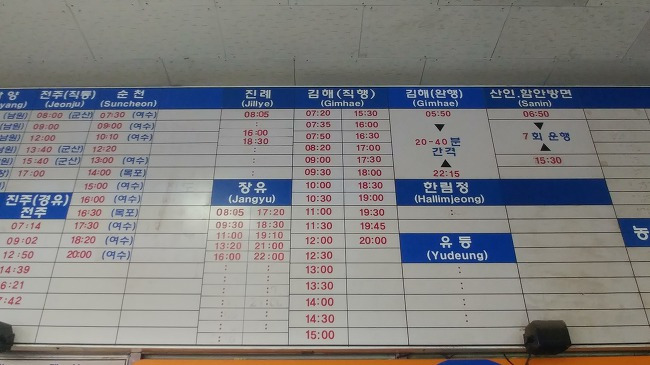 양
yang)
(남원)
(남원)
(남원)
전주(직통)
(Jeonju)
08:00 (군산)
09:00
12:00
13:40 (군산)
15:40 (군산)
17:00
진주(경유)
전주
07:14
09:02
12:50
14:39
6:21
7:42
순천
(Suncheon)
07:30 (여수)
09:00 (여수)
10:10 (여수)
12:20
13:00 (여수)
14:00 (목포)
15:00 (여수)
16:00 (여수)
16:30 (목포)
17:30 (여수)
18:20 (여수)
20:00 (여수)
진례
(Jillye)
08:05
:
16:00
18:30
:
장유
(Jangyu)
08:05 17:20
09:30 18:30
11:00 19:10
13:20 21:00
16:00 22:00
: :
: :
: :
: :
김해(직행)
(Gimhae)
07:20 15:30
07:35 16:00
07:50 16:30
08:20 17:00
09:00 17:30
09:30 18:00
10:00 18:30
10:30 19:00
11:00 19:30
11:30 19:45
12:00 20:00
13:00 :
13:30 :
14:00 :
14:30 :
15:00
김해(완행)
(Gimhae)
05:50
▼
20-40분
간격
▲
22:15
한림정
(Hallimjeong)
:
유등
(Yudeung)
:
:
:
산인.함안방면
(Sanin)
06:50
▼
7회 운행
▲
15:30
농